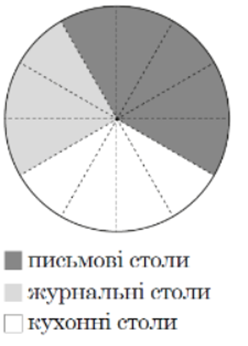 письмові столи
журнальні столи
кухонні столи